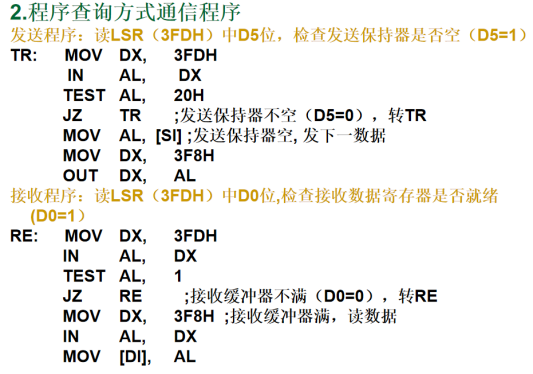 2.程序查询方式通信程序
发送程序：读LSR（3FDH）中D5位，检查发送保持器是否空（D5=1）
TR: MOV DX, 3FDH
IN AL, DX
TEST AL, 20H
JZ TR ;发送保持器不空（D5=0），转TR
MOV AL, [SI] ;发送保持器空, 发下一数据
MOV DX, 3F8H
OUT DX, AL
接收程序：读LSR（3FDH）中D0位,检查接收数据寄存器是否就绪
(D0=1）
RE: MOV DX, 3FDH
IN AL, DX
TEST AL, 1
JZ RE ;接收缓冲器不满（D0=0），转RE
MOV DX, 3F8H ;接收缓冲器满，读数据
IN AL, DX
MOV [DI], AL